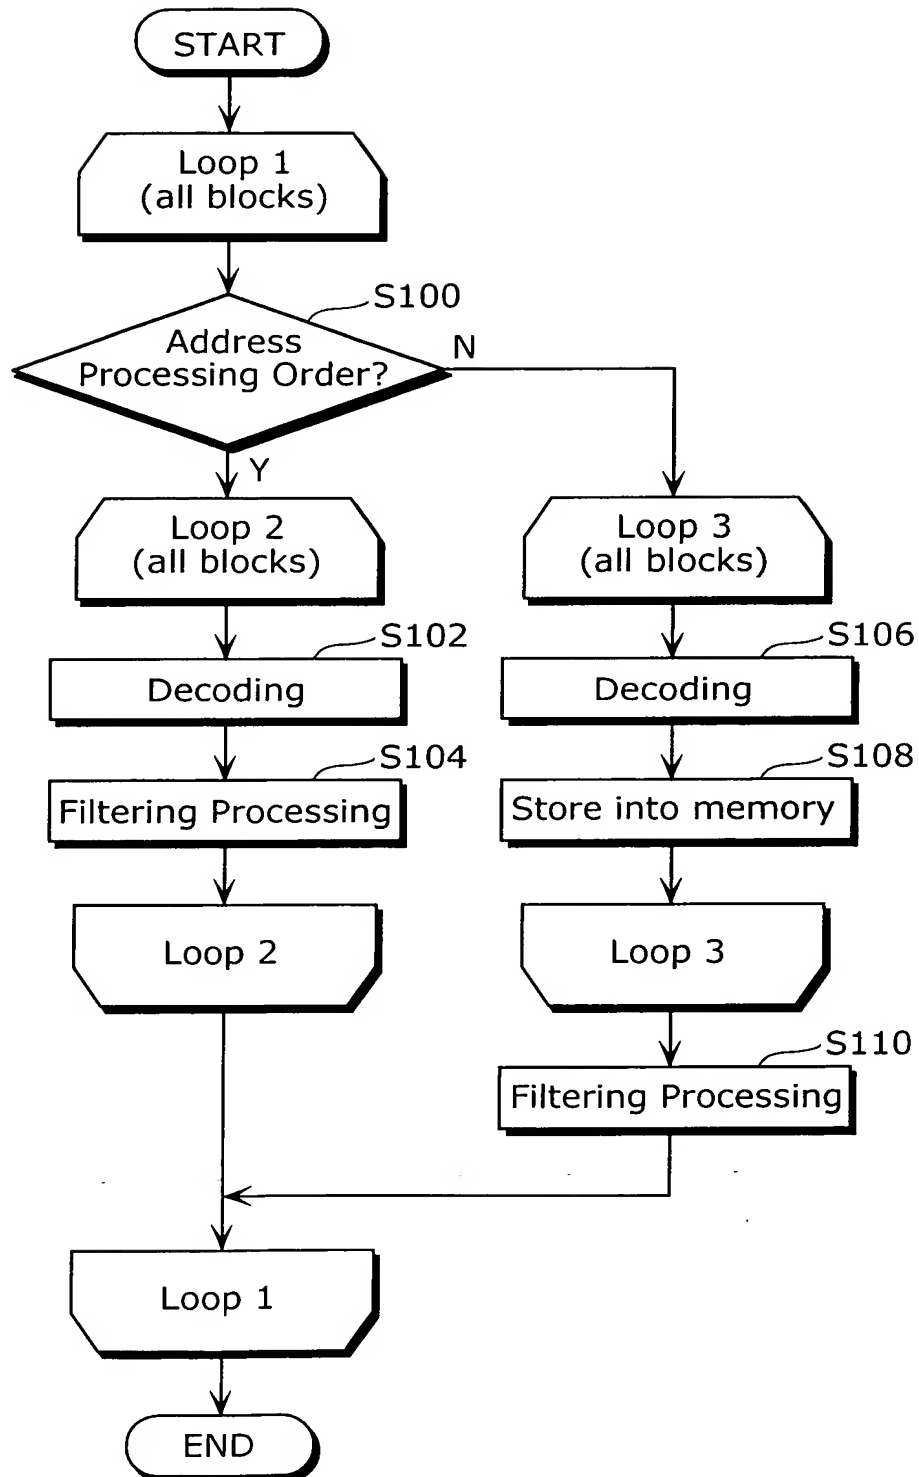 START
Loop 1
(all blocks)
S100
Address
Processing Order?
N
Y
Loop 2
(all blocks)
Loop 3
(all blocks)
S102
Decoding
S106
Decoding
S104
Filtering Processing
S108
Store into memory
Loop 2
Loop 3
S110
Filtering Processing
Loop 1
END